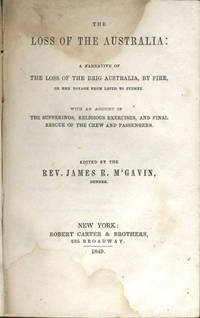 THE
LOSS OF THE AUSTRALIA:
A NARRATIVE OF
THE LOSS OF THE BRIG AUSTRALIA, BY FIRE,
ON HER VOYAGE FROM LEITH TO SYDNEY.
WITH AN ACCOUNT OF
THE SUFFERINGS, RELIGIOUS EXERCISES, AND FINAL
RESCUE OF THE CREW AND PASSENGERS.
EDITED BY THE
REV. JAMES R. M'GAVIN,
DUNDEE.
NEW YORK:
ROBERT CARTER & BROTHERS,
285 BROADWAY.
1849.